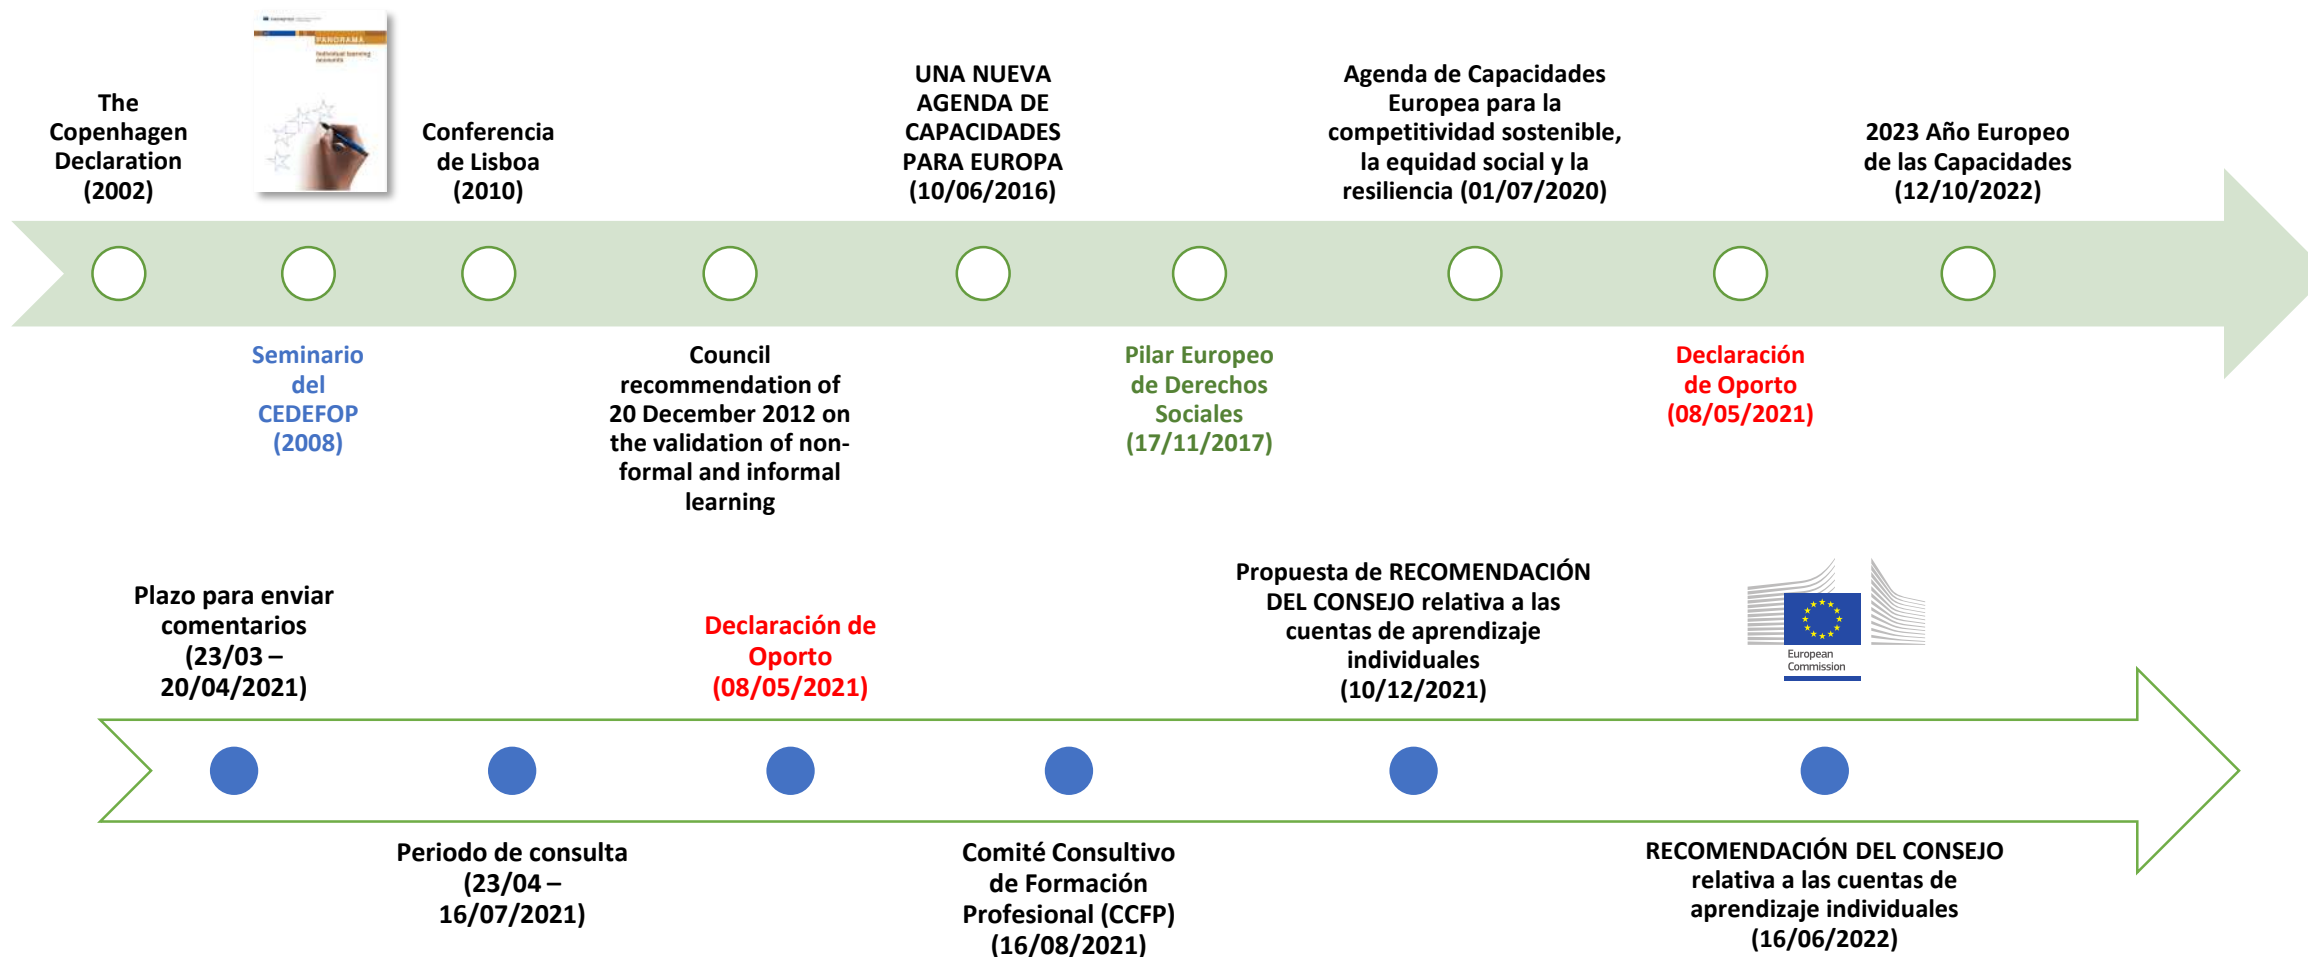 The
Copenhagen
Declaration
(2002)
PANORAMA
Individual learning
accounts
Conferencia
de Lisboa
(2010)
UNA NUEVA
AGENDA DE
CAPACIDADES
PARA EUROPA
(10/06/2016)
Agenda de Capacidades
Europea para la
competitividad sostenible,
la equidad social y la
resiliencia (01/07/2020)
2023 Año Europeo
de las Capacidades
(12/10/2022)
Seminario
del
CEDEFOP
(2008)
Council
recommendation of
20 December 2012 on
the validation of non-
formal and informal
learning
Pilar Europeo
de Derechos
Sociales
(17/11/2017)
Declaración
de Oporto
(08/05/2021)
Plazo para enviar
comentarios
(23/03 –
20/04/2021)
Declaración de
Oporto
(08/05/2021)
Propuesta de RECOMENDACIÓN
DEL CONSEJO relativa a las
cuentas de aprendizaje
individuales
(10/12/2021)
European
Commission
Periodo de consulta
(23/04 –
16/07/2021)
Comité Consultivo
de Formación
Profesional (CCFP)
(16/08/2021)
RECOMENDACIÓN DEL CONSEJO
relativa a las cuentas de
aprendizaje individuales
(16/06/2022)